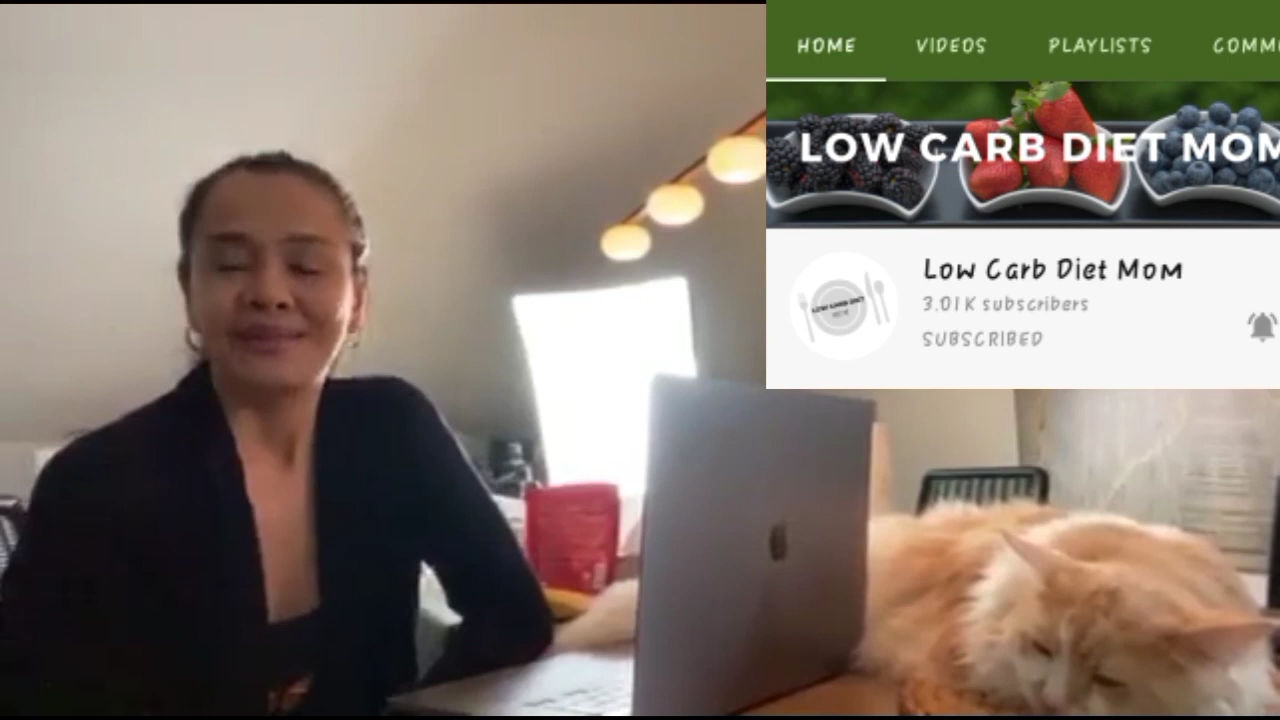 HOME VIDEOS PLAYLISTS
LOW CARB DIET MOM
Low Carb Diet Mom
3.01K subscribers
SUBSCRIBED